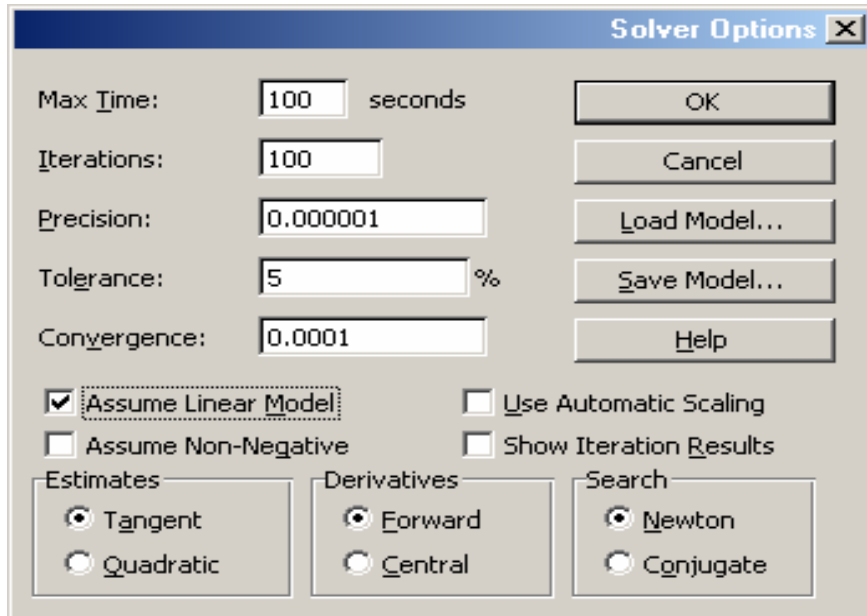 Solver Options
Max Time: 100 seconds
OK
Iterations: 100
Cancel
Precision: 0.000001
Load Model...
Tolerance: 5 %
Save Model...
Convergence: 0.0001
Help
Assume Linear Model
Use Automatic Scaling
Assume Non-Negative
Show Iteration Results
Estimates
Tangent
Quadratic
Derivatives
Forward
Central
Search
Newton
Conjugate